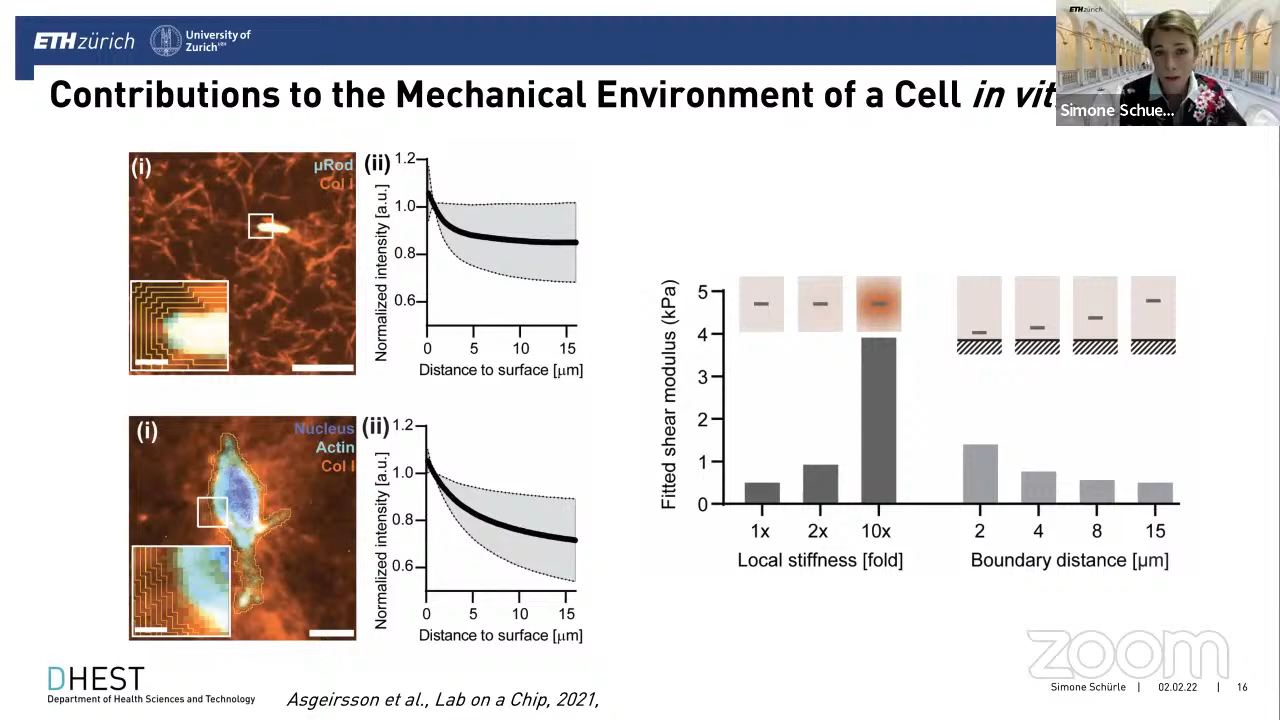 ETHzürich
University of
Zurich UZH
ETHzürich
Simone Schue...
Contributions to the Mechanical Environment of a Cell in vit
(i)
µRod
Col I
(ii)
1.2
1.0
0.8
0.6
Normalized intensity [a.u.]
0 5 10 15
Distance to surface [µm]
(i)
Nucleus
Actin
Col I
(ii)
1.2
1.0
0.8
0.6
Normalized intensity [a.u.]
0 5 10 15
Distance to surface [µm]
Fitted shear modulus (kPa)
5
4
3
2
1
0
1x 2x 10x
Local stiffness [fold]
2 4 8 15
Boundary distance [µm]
DHEST
Department of Health Sciences and Technology
Asgeirsson et al., Lab on a Chip, 2021,
zoom
Simone Schürle | 02.02.22 | 16